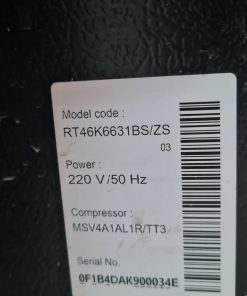 Model code :
RT46K6631BS/ZS
03
Power :
220 V/50 Hz
Compressor :
MSV4A1AL1R/TT3
Serial No.
0F1B4DAK900034E